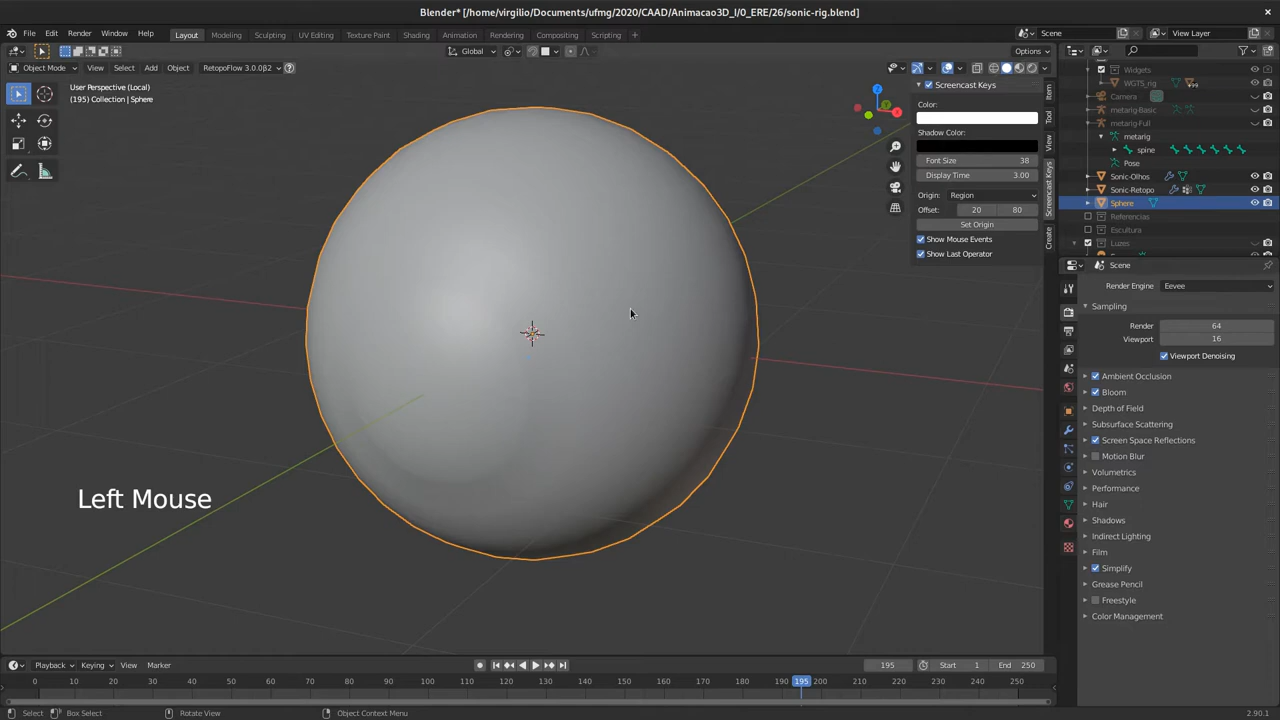 Blender* [/home/virgilio/Documents/ufmg/2020/CAAD/Animacao3D_I/0_ERE/26/sonic-rig.blend]
File Edit Render Window Help Layout Modeling Sculpting UV Editing Texture Paint Shading Animation Rendering Compositing Scripting + Scene View Layer
Global Options
Object Mode View Select Add Object RetopoFlow 3.0.0β2
User Perspective (Local)
(195) Collection | Sphere
Screencast Keys
Color:
Shadow Color:
Font Size 38
Display Time 3.00
Origin: Region
Offset: 20 80
Set Origin
Show Mouse Events
Show Last Operator
Item
Tool
View
Screencast Keys
Create
Z
X
Y
Widgets
WGTS_rig
Camera
metarig-Basic
metarig-Full
metarig
spine
Pose
Sonic-Olhos
Sonic-Retopo
Sphere
Referencias
Escultura
Luzes
Scene
Render Engine Eevee
Sampling
Render 64
Viewport 16
Viewport Denoising
Ambient Occlusion
Bloom
Depth of Field
Subsurface Scattering
Screen Space Reflections
Motion Blur
Volumetrics
Performance
Hair
Shadows
Indirect Lighting
Film
Simplify
Grease Pencil
Freestyle
Color Management
Left Mouse
Playback Keying View Marker 195 Start 1 End 250
0 10 20 30 40 50 60 70 80 90 100 110 120 130 140 150 160 170 180 190 195 200 210 220 230 240 250
Select Box Select Rotate View Object Context Menu 2.90.1